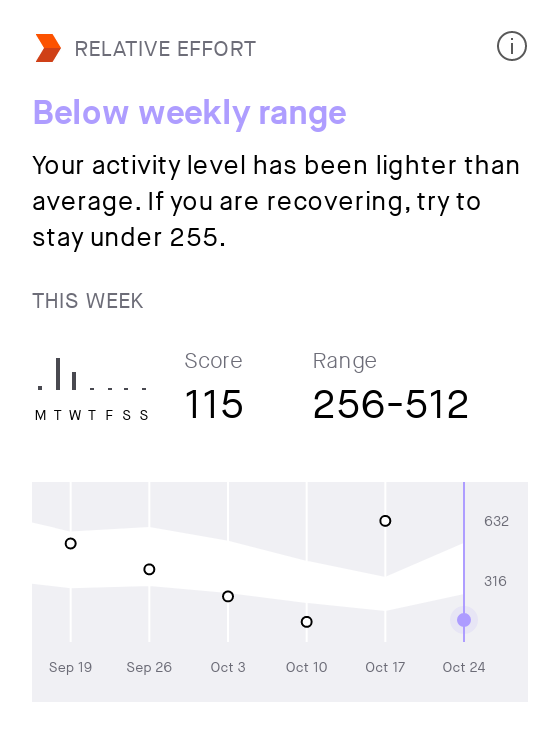 RELATIVE EFFORT
Below weekly range
Your activity level has been lighter than
average. If you are recovering, try to
stay under 255.
THIS WEEK
Score
Range
115
256-512
M T W T F S S
632
316
Sep 19
Sep 26
Oct 3
Oct 10
Oct 17
Oct 24